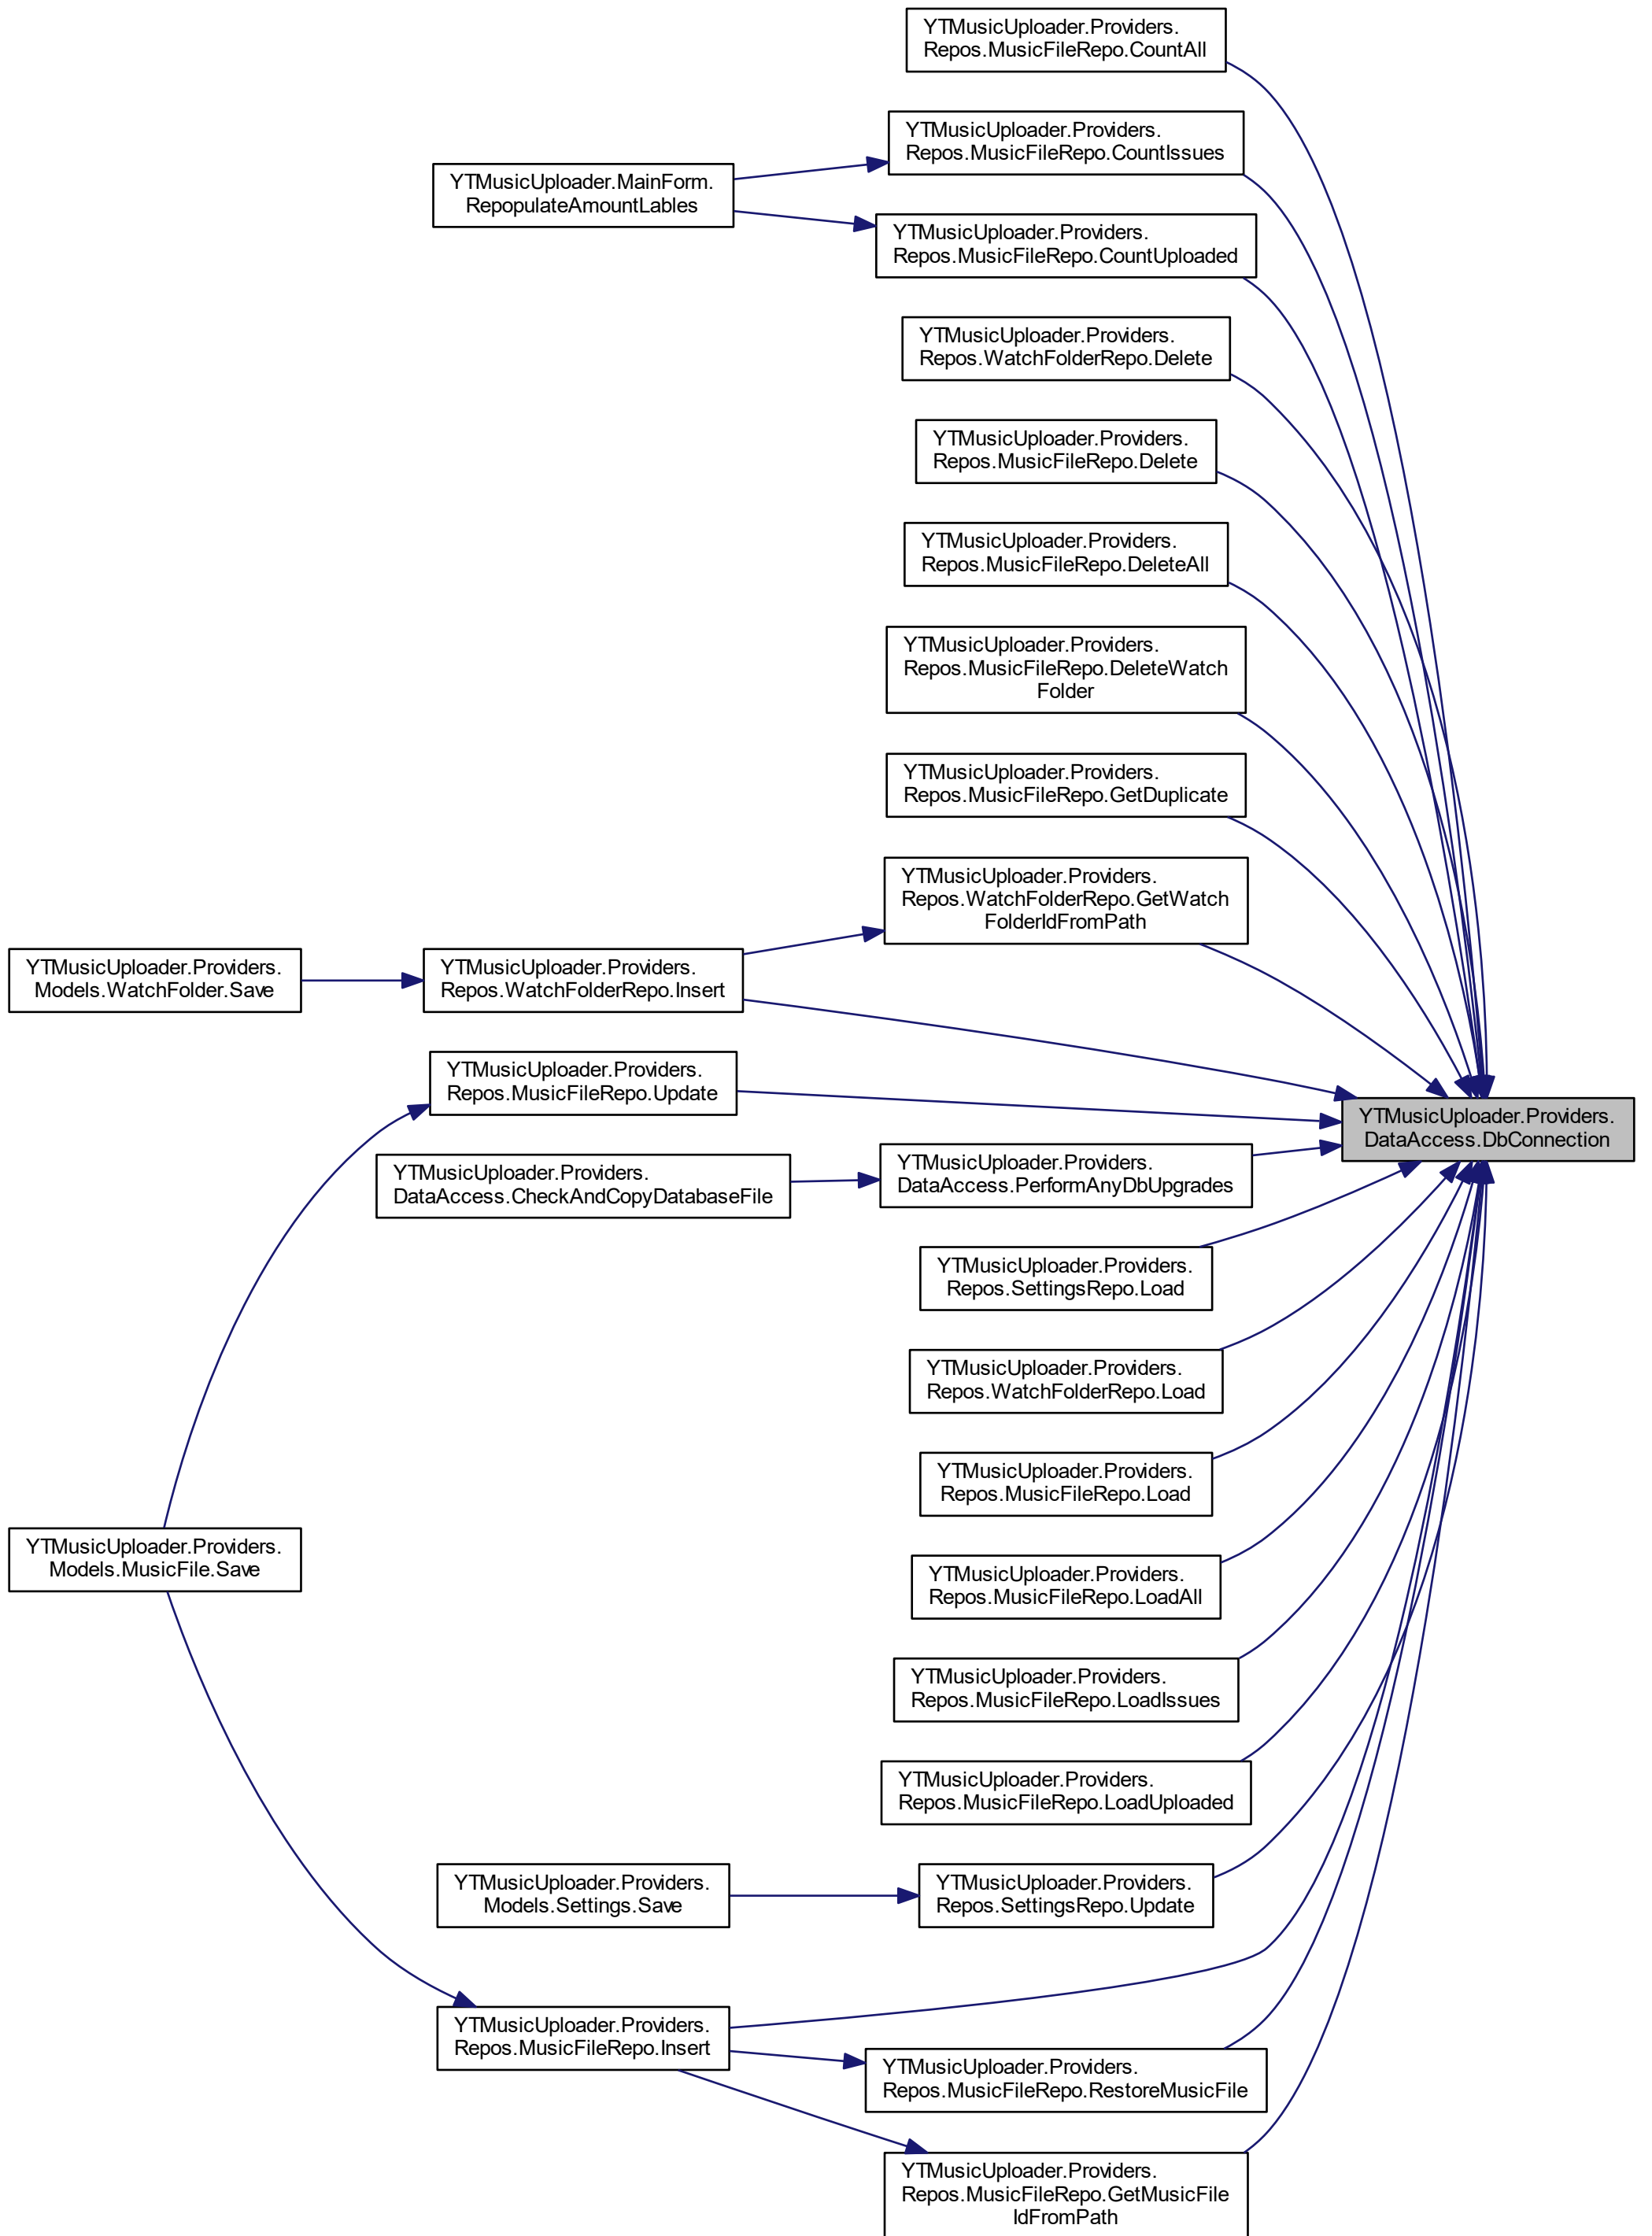 YTMusicUploader.Providers.
Repos.MusicFileRepo.CountAll
YTMusicUploader.Providers.
Repos.MusicFileRepo.CountIssues
YTMusicUploader.MainForm.
RepopulateAmountLables
YTMusicUploader.Providers.
Repos.MusicFileRepo.CountUploaded
YTMusicUploader.Providers.
Repos.WatchFolderRepo.Delete
YTMusicUploader.Providers.
Repos.MusicFileRepo.Delete
YTMusicUploader.Providers.
Repos.MusicFileRepo.DeleteAll
YTMusicUploader.Providers.
Repos.MusicFileRepo.DeleteWatch
Folder
YTMusicUploader.Providers.
Repos.MusicFileRepo.GetDuplicate
YTMusicUploader.Providers.
Repos.WatchFolderRepo.GetWatch
FolderIdFromPath
YTMusicUploader.Providers.
Models.WatchFolder.Save
YTMusicUploader.Providers.
Repos.WatchFolderRepo.Insert
YTMusicUploader.Providers.
Repos.MusicFileRepo.Update
YTMusicUploader.Providers.
DataAccess.DbConnection
YTMusicUploader.Providers.
DataAccess.CheckAndCopyDatabaseFile
YTMusicUploader.Providers.
DataAccess.PerformAnyDbUpgrades
YTMusicUploader.Providers.
Repos.SettingsRepo.Load
YTMusicUploader.Providers.
Repos.WatchFolderRepo.Load
YTMusicUploader.Providers.
Repos.MusicFileRepo.Load
YTMusicUploader.Providers.
Models.MusicFile.Save
YTMusicUploader.Providers.
Repos.MusicFileRepo.LoadAll
YTMusicUploader.Providers.
Repos.MusicFileRepo.LoadIssues
YTMusicUploader.Providers.
Repos.MusicFileRepo.LoadUploaded
YTMusicUploader.Providers.
Models.Settings.Save
YTMusicUploader.Providers.
Repos.SettingsRepo.Update
YTMusicUploader.Providers.
Repos.MusicFileRepo.Insert
YTMusicUploader.Providers.
Repos.MusicFileRepo.RestoreMusicFile
YTMusicUploader.Providers.
Repos.MusicFileRepo.GetMusicFile
IdFromPath